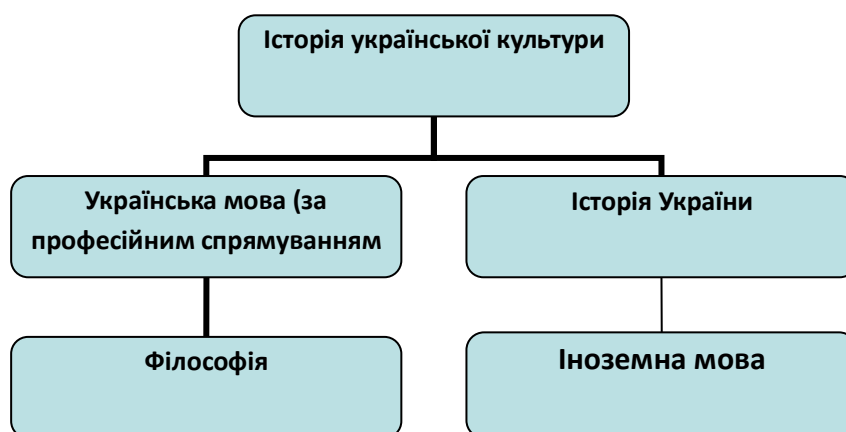 Історія української культури
Українська мова (за
професійним спрямуванням
Історія України
Філософія
Іноземна мова